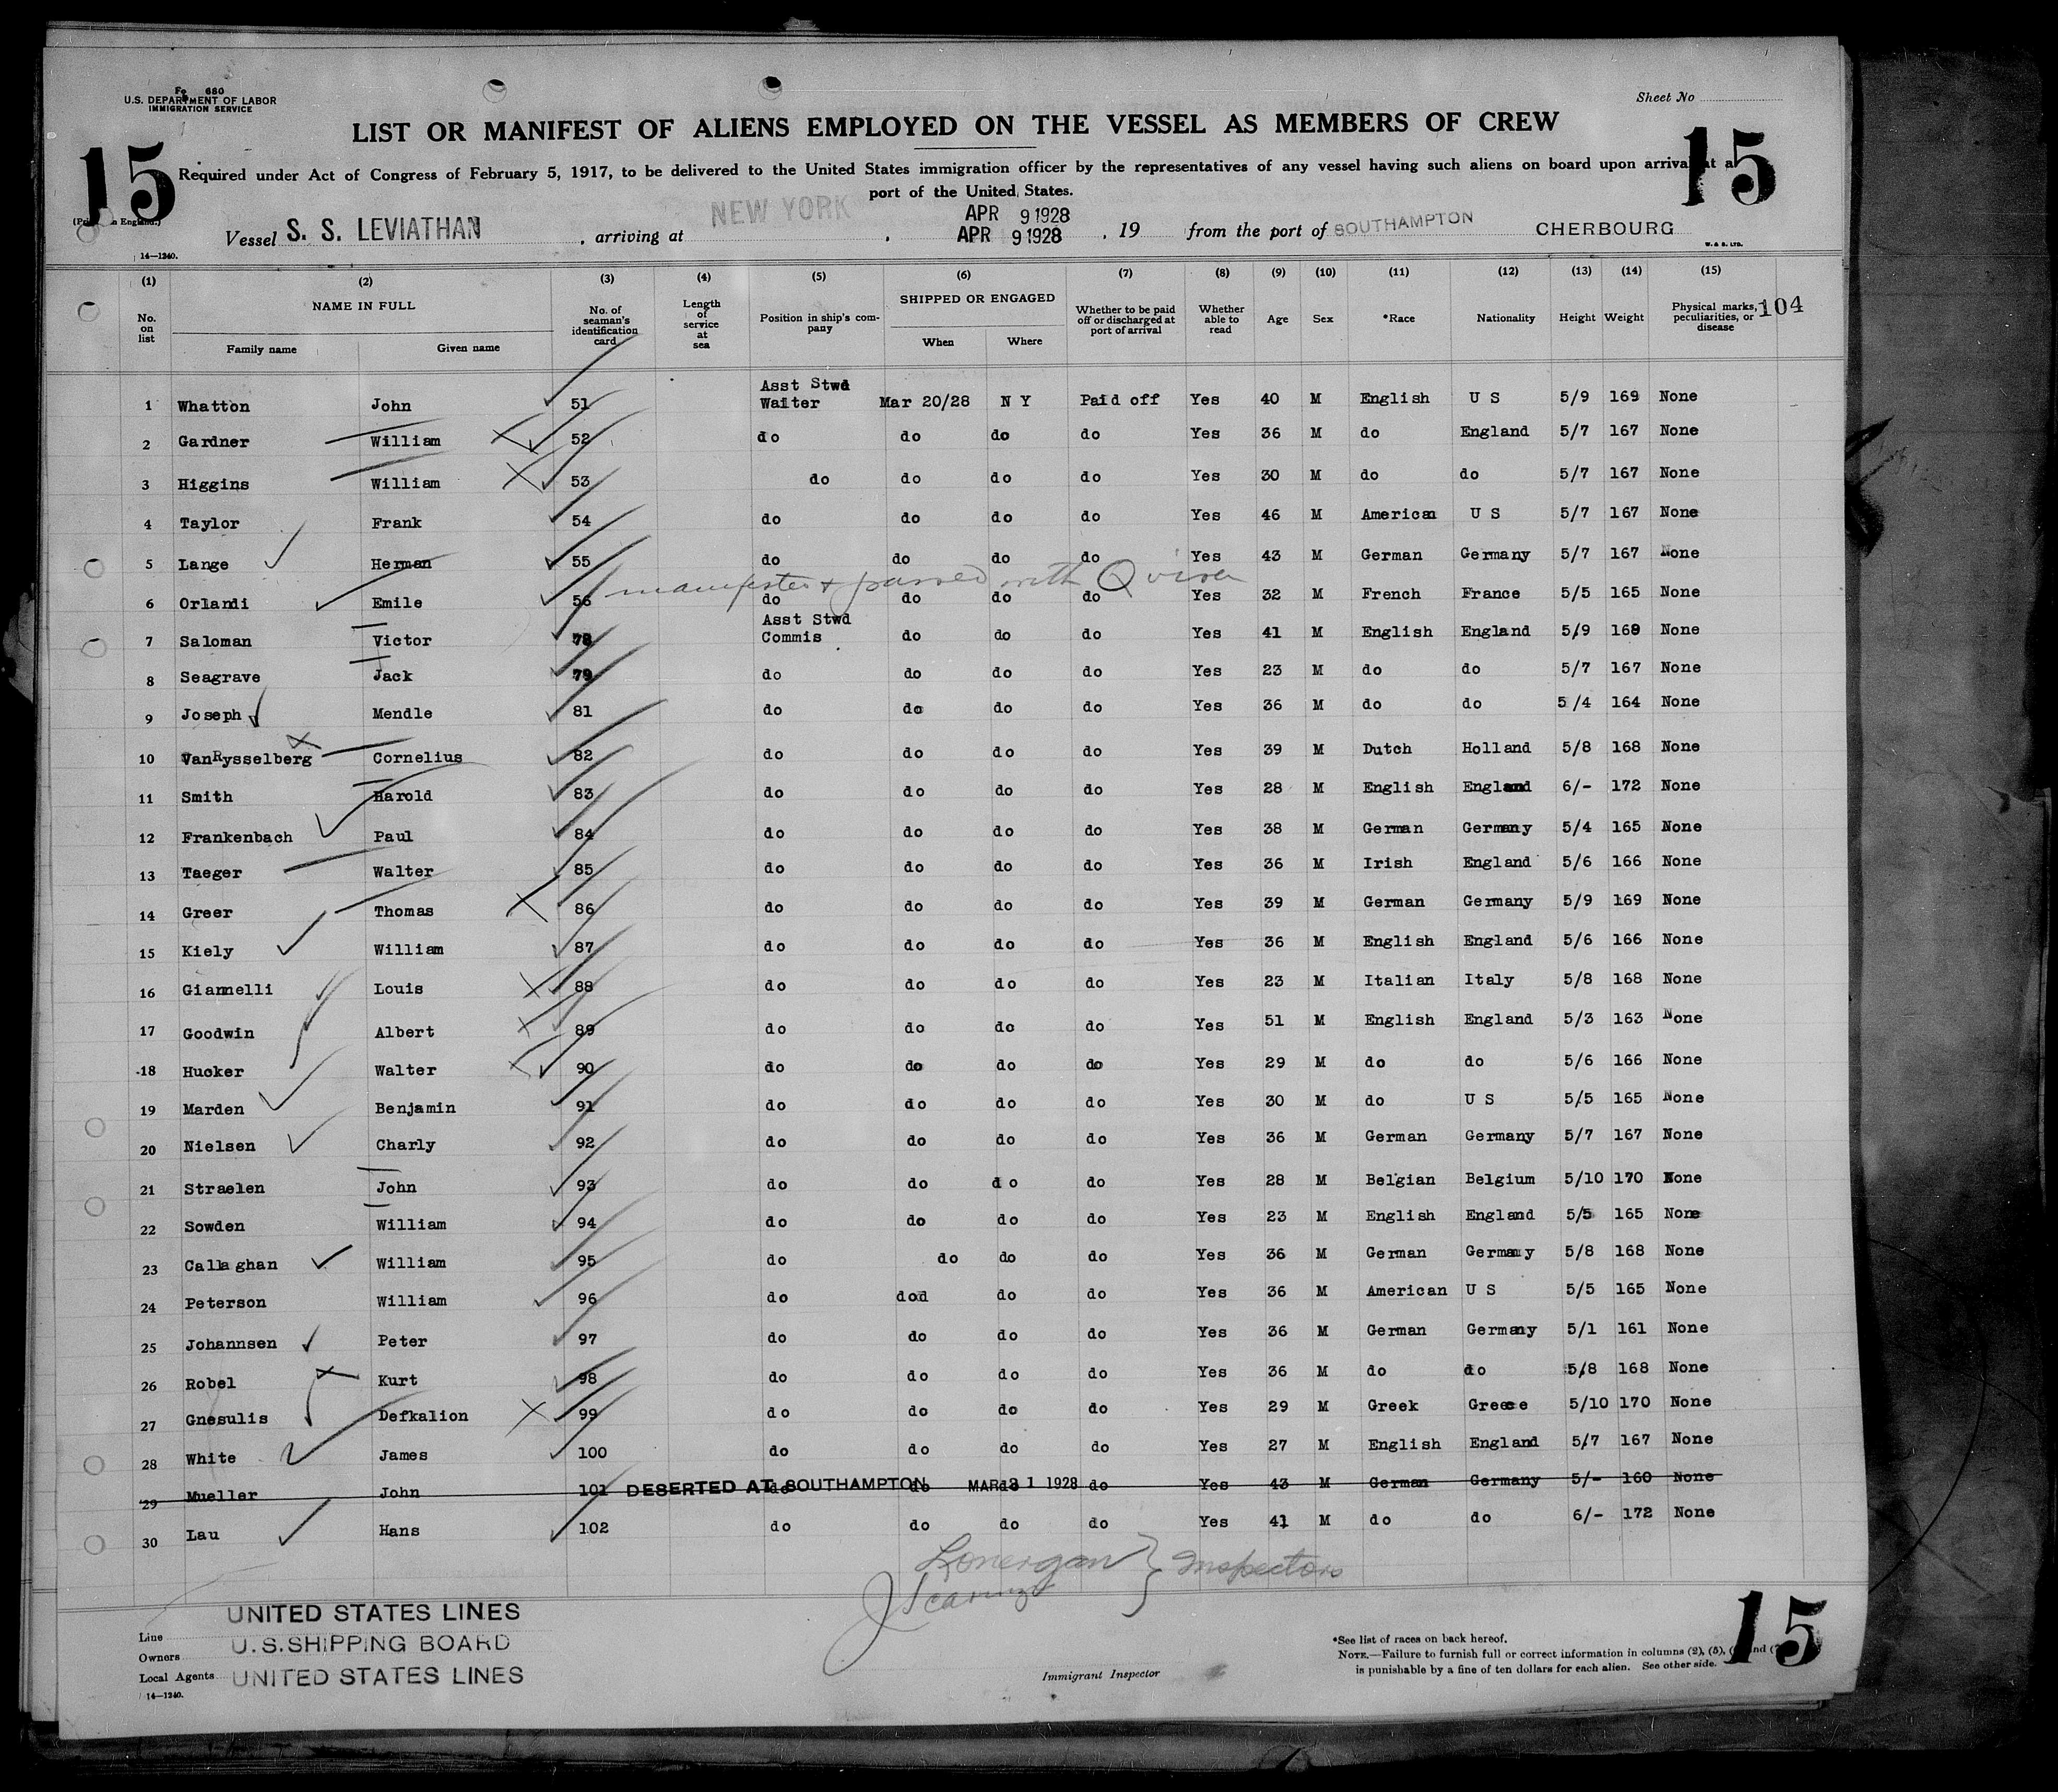 Fo 680
U.S. DEPARTMENT OF LABOR
IMMIGRATION SERVICE
Sheet No
LIST OR MANIFEST OF ALIENS EMPLOYED ON THE VESSEL AS MEMBERS OF CREW
15 15
Required under Act of Congress of February 5, 1917, to be delivered to the United States immigration officer by the representatives of any vessel having such aliens on board upon arrival at a
port of the United States.
APR 9 1928
Vessel S. S. LEVIATHAN , arriving at NEW YORK , APR 9 1928 , 19 from the port of SOUTHAMPTON CHERBOURG
14—1240. W. & S. LTD.
(1) (2) (3) (4) (5) (6) (7) (8) (9) (10) (11) (12) (13) (14) (15)
No. on list NAME IN FULL Family name Given name No. of seaman's identification card Length of service at sea Position in ship's company SHIPPED OR ENGAGED When Where Whether to be paid off or discharged at port of arrival Whether able to read Age Sex *Race Nationality Height Weight Physical marks, peculiarities, or disease 104
1 Whatton John 51 Asst Stwd Waiter Mar 20/28 N Y Paid off Yes 40 M English U S 5/9 169 None
2 Gardner William 52 do do do do Yes 36 M do England 5/7 167 None
3 Higgins William 53 do do do do Yes 30 M do do 5/7 167 None
4 Taylor Frank 54 do do do do Yes 46 M American U S 5/7 167 None
5 Lange Herman 55 do do do do Yes 43 M German Germany 5/7 167 None
manifested & passed with Q visa
6 Orlandi Emile 56 do do do do Yes 32 M French France 5/5 165 None
7 Saloman Victor 78 Asst Stwd Commis do do do Yes 41 M English England 5/9 169 None
8 Seagrave Jack 79 do do do do Yes 23 M do do 5/7 167 None
9 Joseph Mendle 81 do do do do Yes 36 M do do 5/4 164 None
10 VanRysselberg Cornelius 82 do do do do Yes 39 M Dutch Holland 5/8 168 None
11 Smith Harold 83 do do do do Yes 28 M English England 6/- 172 None
12 Frankenbach Paul 84 do do do do Yes 38 M German Germany 5/4 165 None
13 Taeger Walter 85 do do do do Yes 36 M Irish England 5/6 166 None
14 Greer Thomas 86 do do do do Yes 39 M German Germany 5/9 169 None
15 Kiely William 87 do do do do Yes 36 M English England 5/6 166 None
16 Giannelli Louis 88 do do do do Yes 23 M Italian Italy 5/8 168 None
17 Goodwin Albert 89 do do do do Yes 51 M English England 5/3 163 None
18 Hucker Walter 90 do do do do Yes 29 M do do 5/6 166 None
19 Marden Benjamin 91 do do do do Yes 30 M do U S 5/5 165 None
20 Nielsen Charly 92 do do do do Yes 36 M German Germany 5/7 167 None
21 Straelen John 93 do do do do Yes 28 M Belgian Belgium 5/10 170 None
22 Sowden William 94 do do do do Yes 23 M English England 5/5 165 None
23 Callaghan William 95 do do do do Yes 36 M German Germany 5/8 168 None
24 Peterson William 96 do dod do do Yes 36 M American U S 5/5 165 None
25 Johannsen Peter 97 do do do do Yes 36 M German Germany 5/1 161 None
26 Robel Kurt 98 do do do do Yes 36 M do do 5/8 168 None
27 Gnesulis Defkalion 99 do do do do Yes 29 M Greek Greece 5/10 170 None
28 White James 100 do do do do Yes 27 M English England 5/7 167 None
29 Mueller John 101 do do do do Yes 43 M German Germany 5/- 160 None
DESERTED AT SOUTHAMPTON MAR 31 1928
30 Lau Hans 102 do do do do Yes 41 M do do 6/- 172 None
Lonergan } Inspectors
Line UNITED STATES LINES
Owners U.S.SHIPPING BOARD
Local Agents UNITED STATES LINES
14—1240.
Immigrant Inspector
*See list of races on back hereof.
NOTE.—Failure to furnish full or correct information in columns (2), (5), and
is punishable by a fine of ten dollars for each alien. See other side.
15